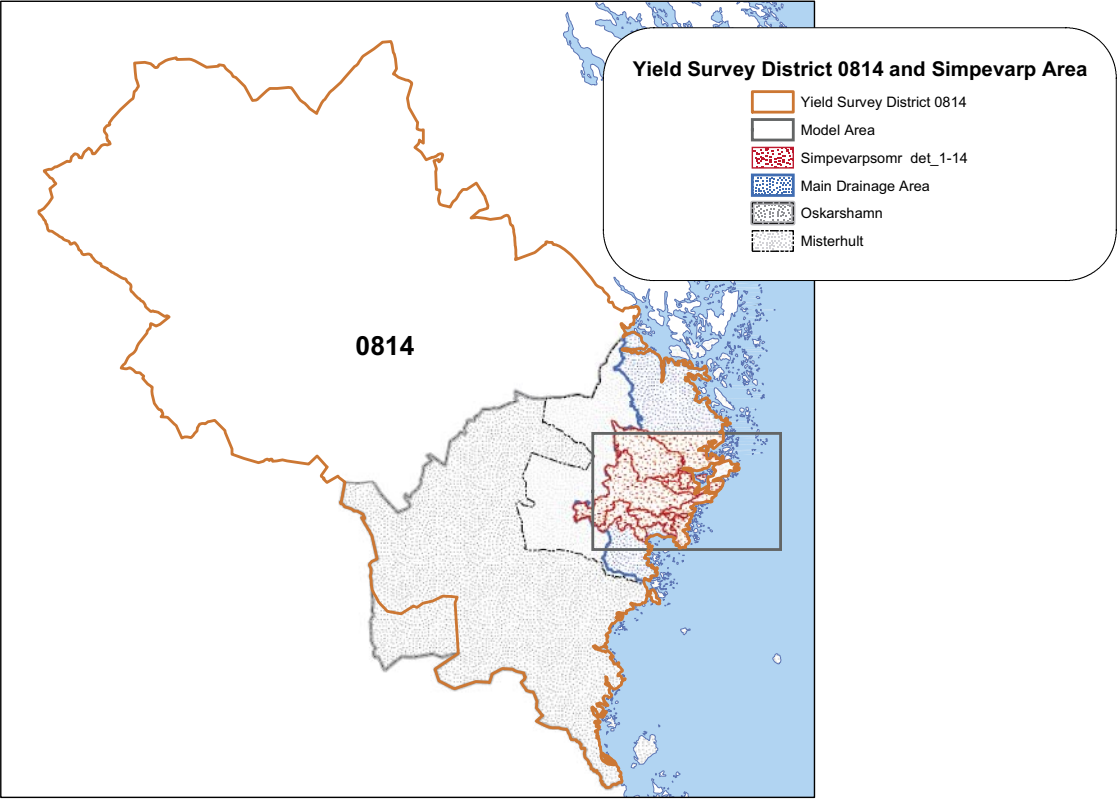 Yield Survey District 0814 and Simpevarp Area
Yield Survey District 0814
Model Area
Simpevarpsomr det_1-14
Main Drainage Area
Oskarshamn
Misterhult
0814